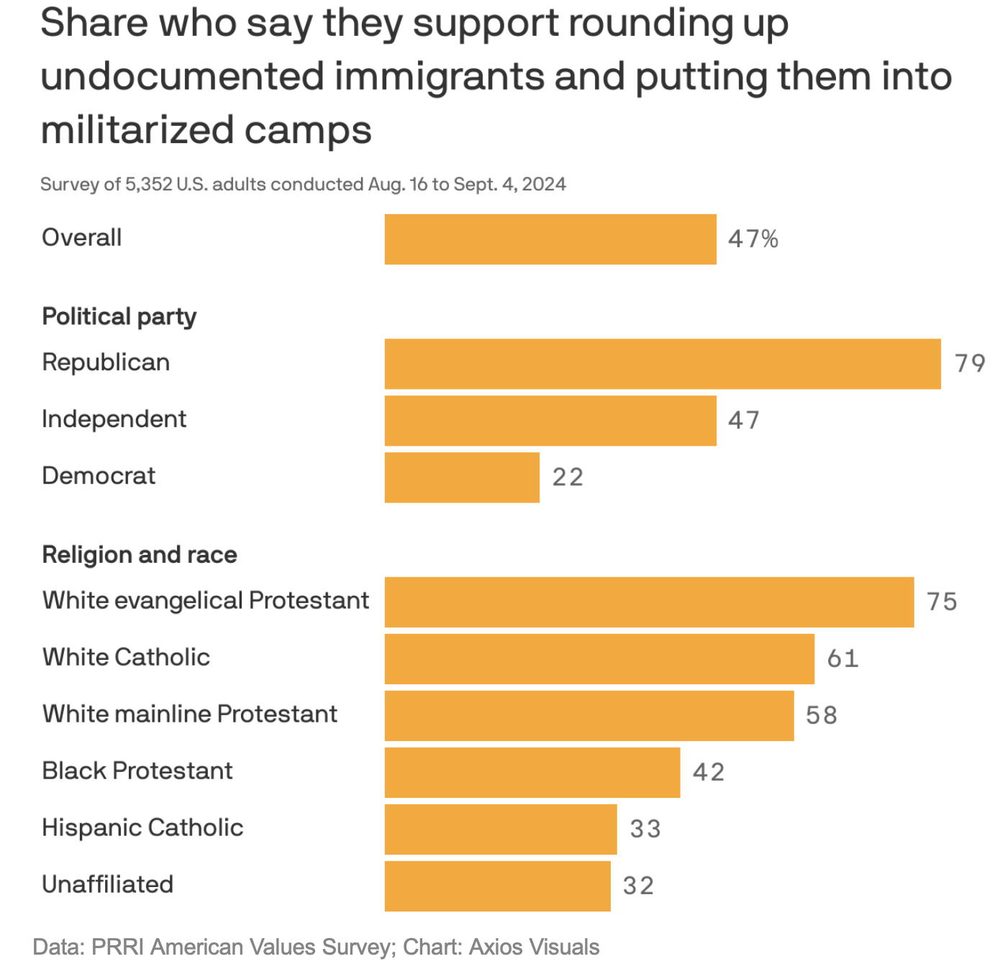 Share who say they support rounding up
undocumented immigrants and putting them into
militarized camps
Survey of 5,352 U.S. adults conducted Aug. 16 to Sept. 4, 2024
Overall 47%
Political party
Republican 79
Independent 47
Democrat 22
Religion and race
White evangelical Protestant 75
White Catholic 61
White mainline Protestant 58
Black Protestant 42
Hispanic Catholic 33
Unaffiliated 32
Data: PRRI American Values Survey; Chart: Axios Visuals